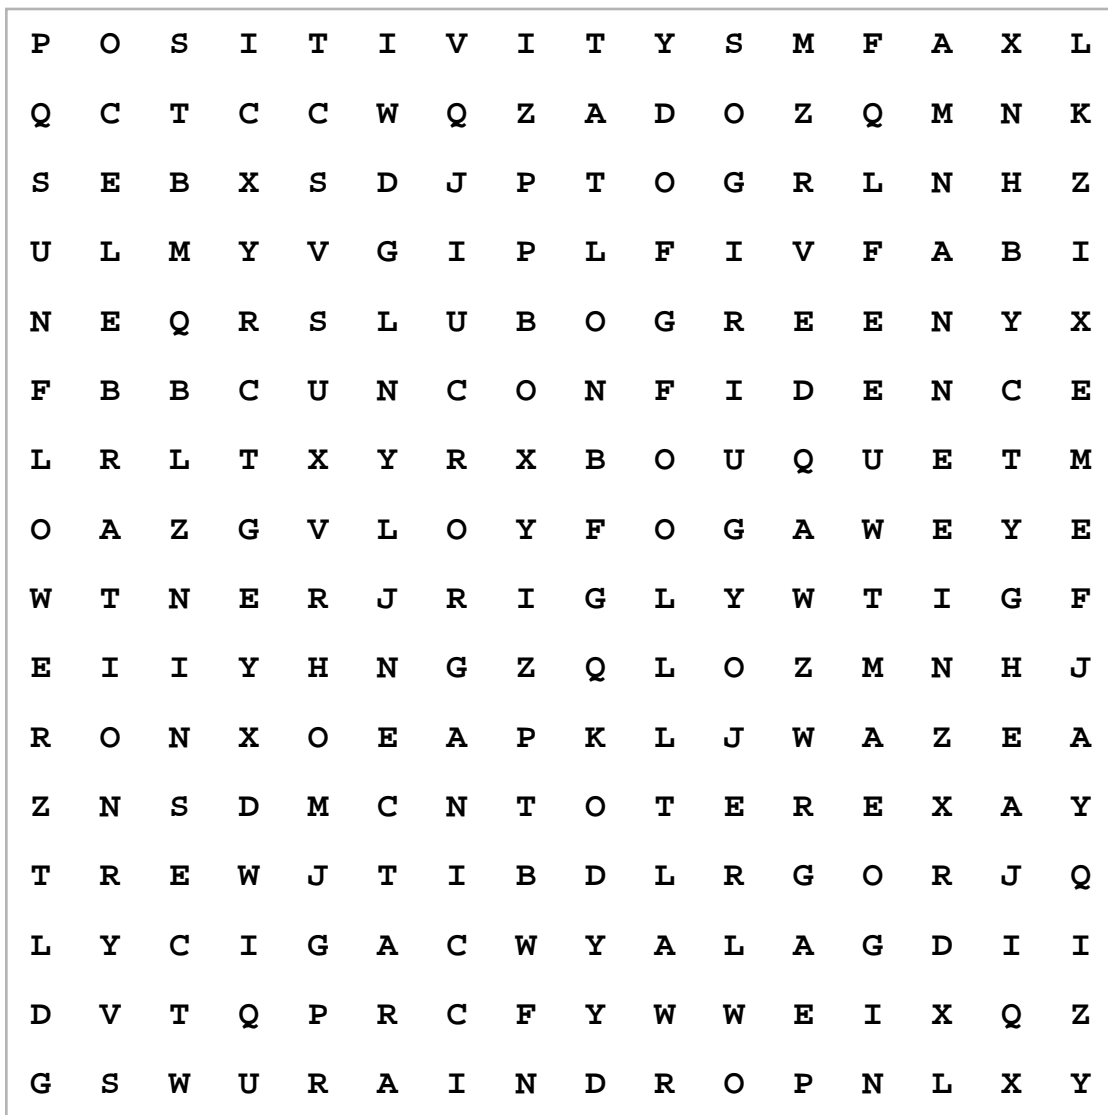 P O S I T I V I T Y S M F A X L
Q C T C C W Q Z A D O Z Q M N K
S E B X S D J P T O G R L N H Z
U L M Y V G I P L F I V F A B I
N E Q R S L U B O G R E E N Y X
F B B C U N C O N F I D E N C E
L R L T X Y R X B O U Q U E T M
O A Z G V L O Y F O G A W E Y E
W T N E R J R I G L Y W T I G F
E I I Y H N G Z Q L O Z M N H J
R O N X O E A P K L J W A Z E A
Z N S D M C N T O T E R E X A Y
T R E W J T I B D L R G O R J Q
L Y C I G A C W Y A L A G D I I
D V T Q P R C F Y W W E I X Q Z
G S W U R A I N D R O P N L X Y